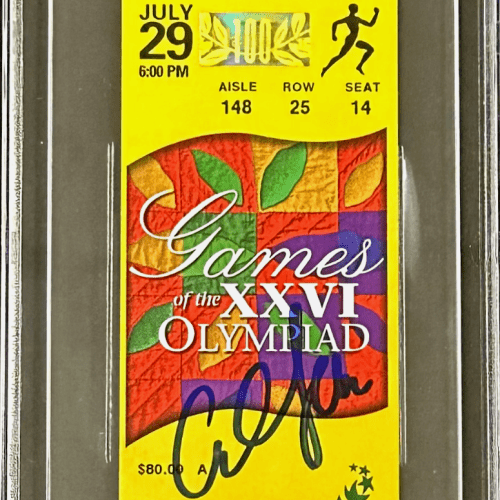 JULY
29
6:00 PM
100
AISLE ROW SEAT
148 25 14
Games
of the XXVI
OLYMPIAD
$80.00 A